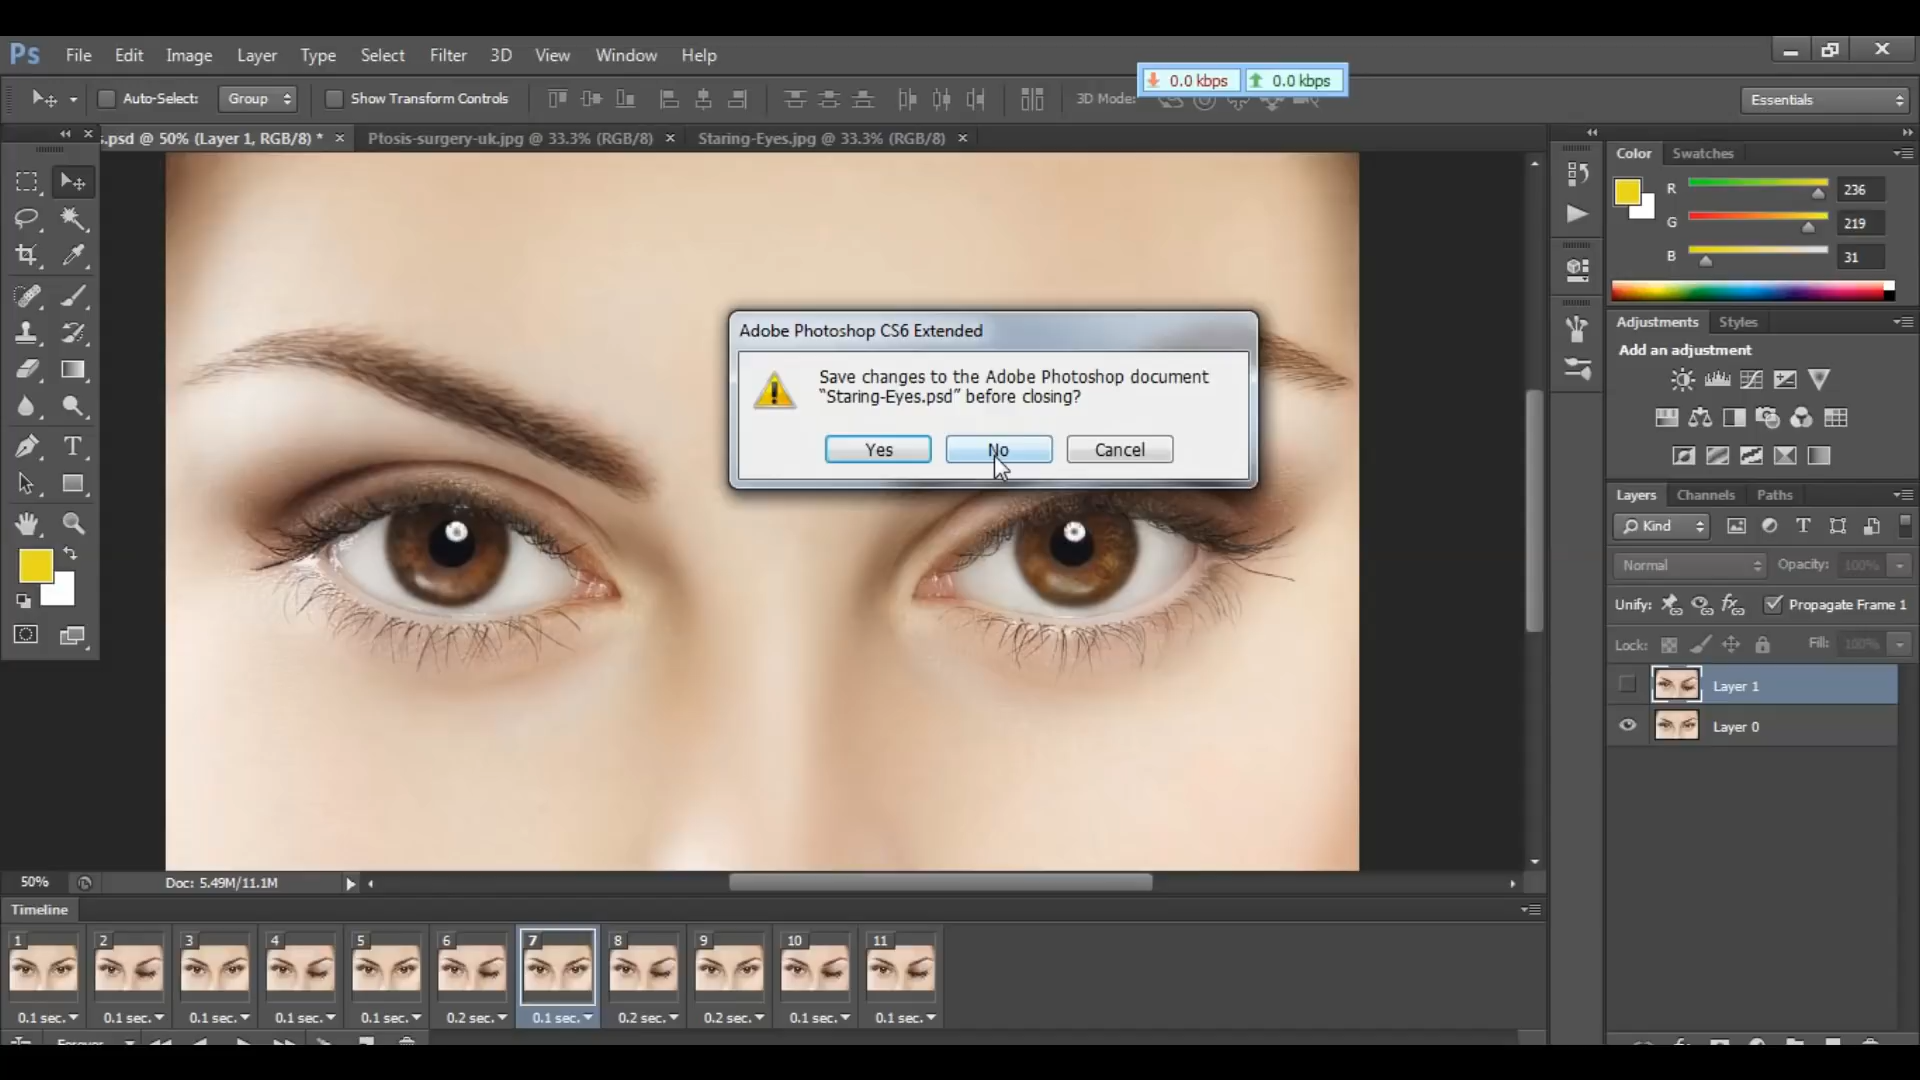 Ps File Edit Image Layer Type Select Filter 3D View Window Help
0.0 kbps 0.0 kbps
Auto-Select: Group Show Transform Controls 3D Mode: Essentials
s.psd @ 50% (Layer 1, RGB/8) * Ptosis-surgery-uk.jpg @ 33.3% (RGB/8) Staring-Eyes.jpg @ 33.3% (RGB/8)
Color Swatches
R 236
G 219
B 31
Adjustments Styles
Add an adjustment
Adobe Photoshop CS6 Extended
Save changes to the Adobe Photoshop document
“Staring-Eyes.psd” before closing?
Yes No Cancel
T
Layers Channels Paths
Kind T
Normal Opacity: 100%
Unify: Propagate Frame 1
Lock: Fill: 100%
Layer 1
Layer 0
50% Doc: 5.49M/11.1M
Timeline
1 2 3 4 5 6 7 8 9 10 11
0.1 sec. 0.1 sec. 0.1 sec. 0.1 sec. 0.1 sec. 0.2 sec. 0.1 sec. 0.2 sec. 0.2 sec. 0.1 sec. 0.1 sec.
Forever